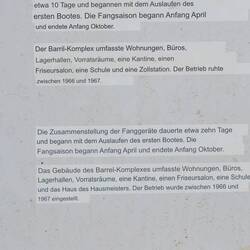 etwa 10 Tage und begannen mit dem Auslaufen des
ersten Bootes. Die Fangsaison begann Anfang April
und endete Anfang Oktober.
Der Barril-Komplex umfasste Wohnungen, Büros,
Lagerhallen, Vorratsräume, eine Kantine, einen
Friseursalon, eine Schule und eine Zollstation. Der Betrieb ruhte
zwischen 1966 und 1967.
Die Zusammenstellung der Fanggeräte dauerte etwa zehn Tage
und begann mit dem Auslaufen des ersten Bootes. Die
Fangsaison begann Anfang April und endete Anfang Oktober.
Das Gebäude des Barril-Komplexes umfasste Wohnungen, Büros,
Lagerhallen, Vorratsräume, eine Kantine, einen Friseursalon, eine Schule
und das Haus des Hausmeisters. Der Betrieb wurde zwischen 1966 und
1967 eingestellt.